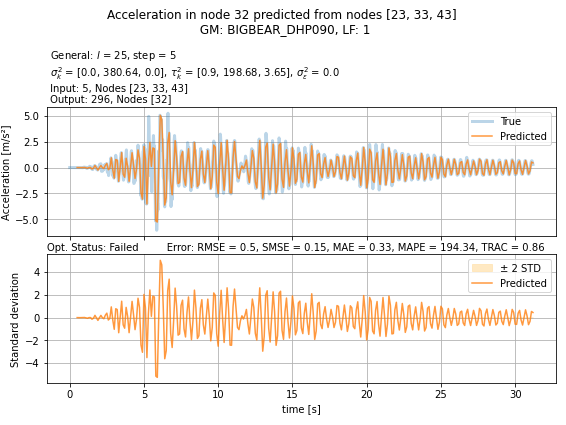 Acceleration in node 32 predicted from nodes [23, 33, 43]
GM: BIGBEAR_DHP090, LF: 1
General: l = 25, step = 5
σ²ₖ = [0.0, 380.64, 0.0], τ²ₖ = [0.9, 198.68, 3.65], σ²ε = 0.0
Input: 5, Nodes [23, 33, 43]
Output: 296, Nodes [32]
Acceleration [m/s²]
5.0
2.5
0.0
−2.5
−5.0
True
Predicted
Opt. Status: Failed Error: RMSE = 0.5, SMSE = 0.15, MAE = 0.33, MAPE = 194.34, TRAC = 0.86
Standard deviation
4
2
0
−2
−4
± 2 STD
Predicted
0 5 10 15 20 25 30
time [s]